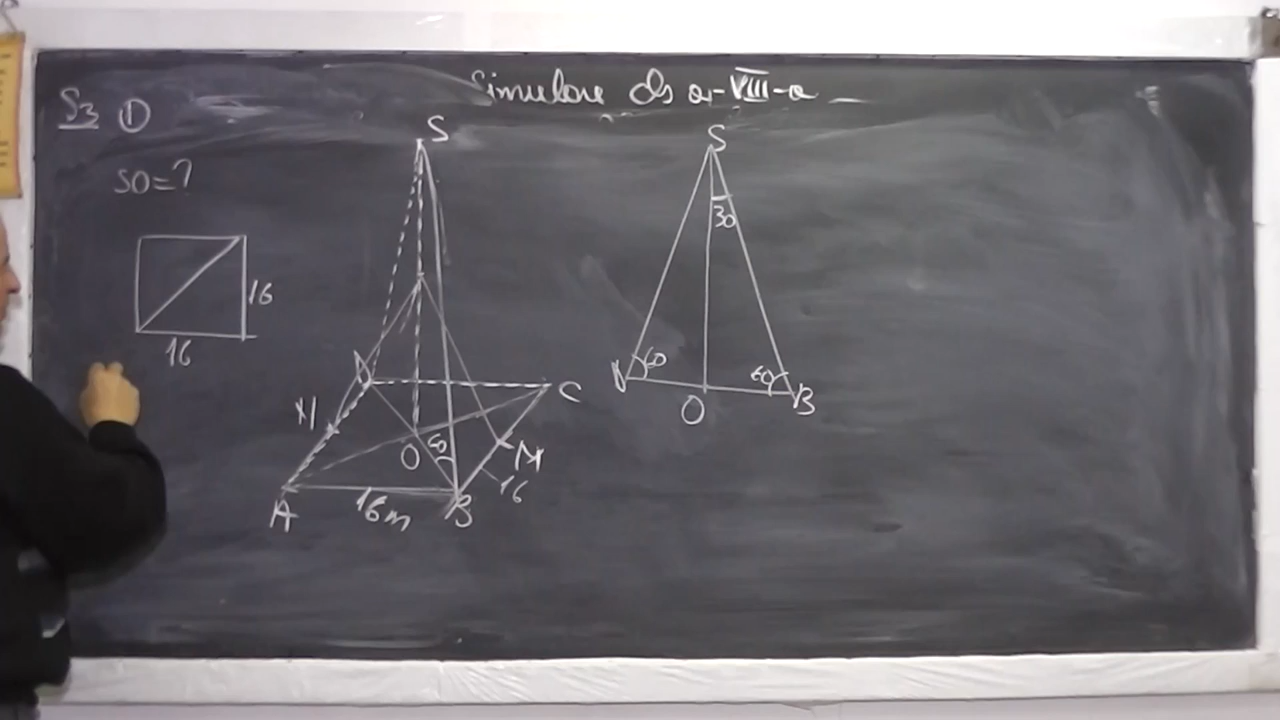 Simulare cls a-VIII-a
S3 ①
SO=?
16
16
S
N
O
60
C
M
16
A
16m
B
S
30
60
60
O
B